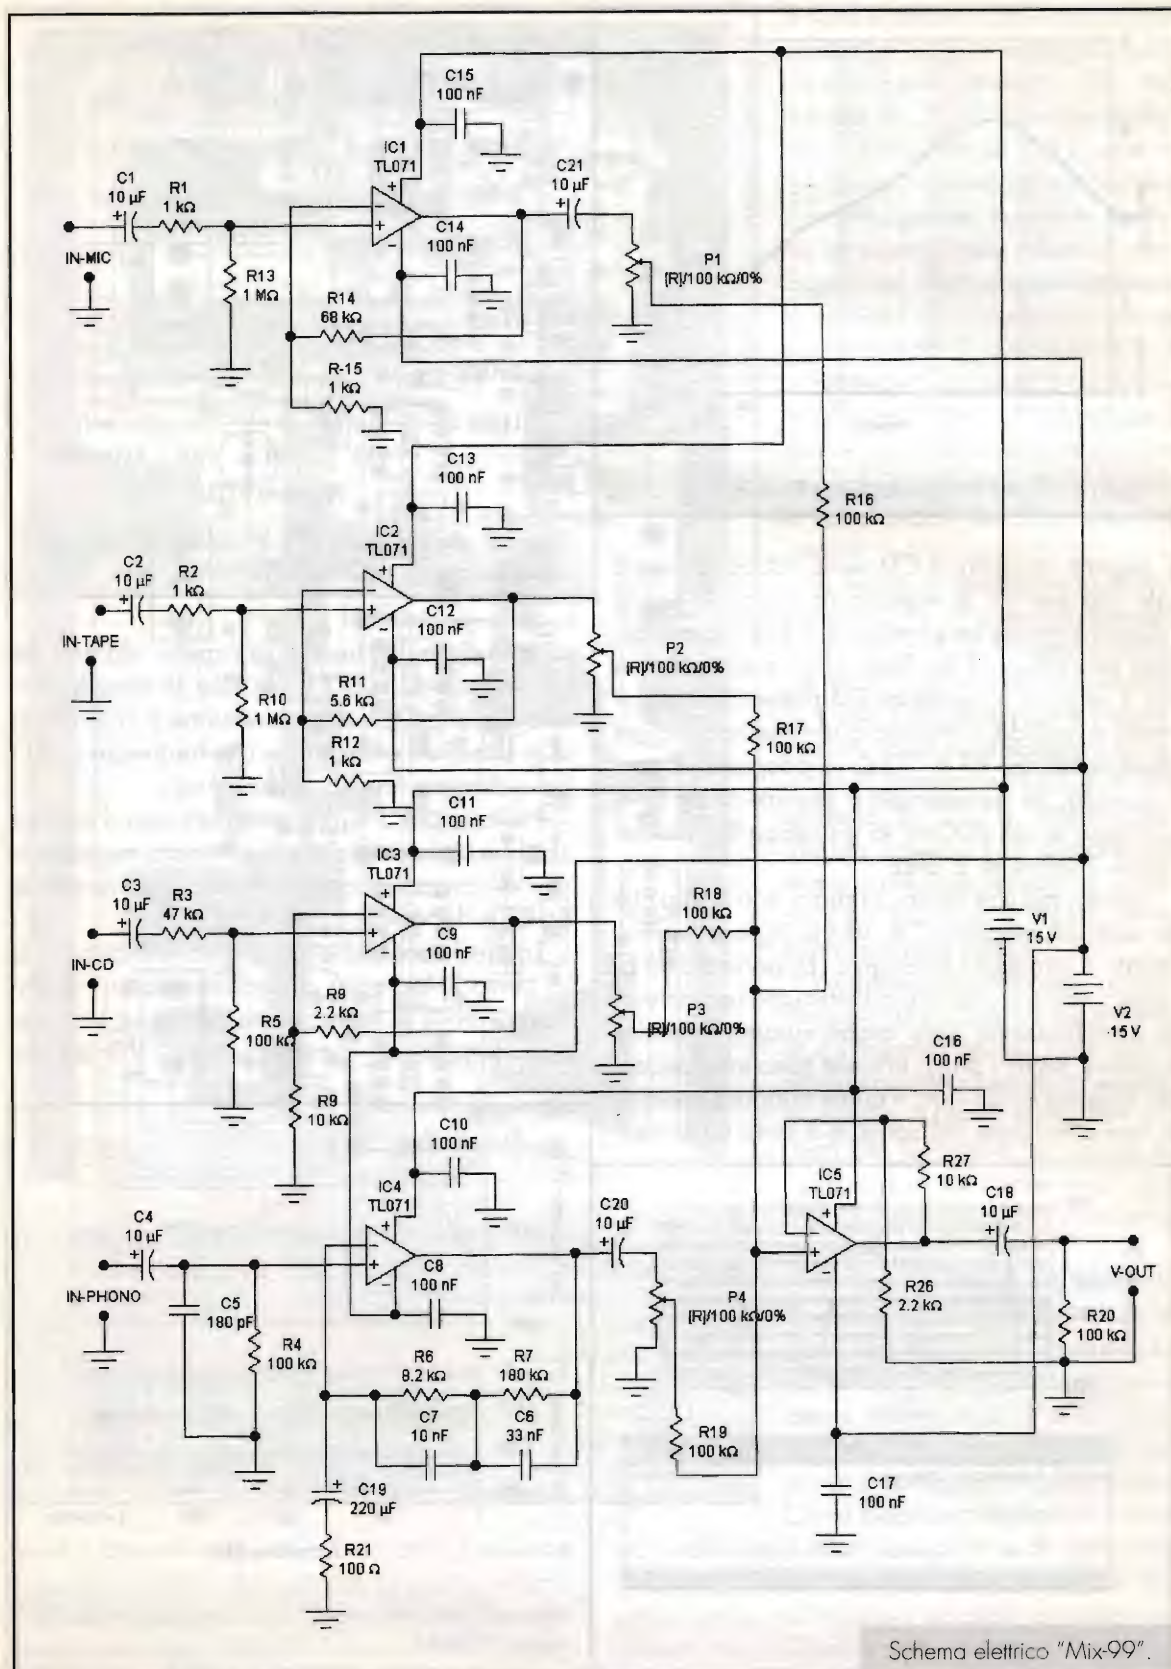 C15
100 nF
IC1
TL071
C1
10 µF
R1
1 kΩ
C21
10 µF
C14
100 nF
IN-MIC
R13
1 MΩ
P1
[R]/100 kΩ/0%
R14
68 kΩ
R-15
1 kΩ
C13
100 nF
R16
100 kΩ
IC2
TL071
C2
10 µF
R2
1 kΩ
C12
100 nF
IN-TAPE
P2
[R]/100 kΩ/0%
R10
1 MΩ
R11
5.6 kΩ
R17
100 kΩ
R12
1 kΩ
C11
100 nF
IC3
TL071
C3
10 µF
R3
47 kΩ
R18
100 kΩ
V1
15 V
C9
100 nF
IN-CD
R9
2.2 kΩ
P3
[R]/100 kΩ/0%
V2
-15 V
R5
100 kΩ
C16
100 nF
R9
10 kΩ
C10
100 nF
IC4
TL071
IC5
TL071
R27
10 kΩ
C4
10 µF
C20
10 µF
C18
10 µF
C8
100 nF
IN-PHONO
C5
180 pF
P4
[R]/100 kΩ/0%
V-OUT
R26
2.2 kΩ
R4
100 kΩ
R20
100 kΩ
R6
8.2 kΩ
R7
180 kΩ
C7
10 nF
C6
33 nF
R19
100 kΩ
C19
220 µF
C17
100 nF
R21
100 Ω
Schema elettrico "Mix-99".